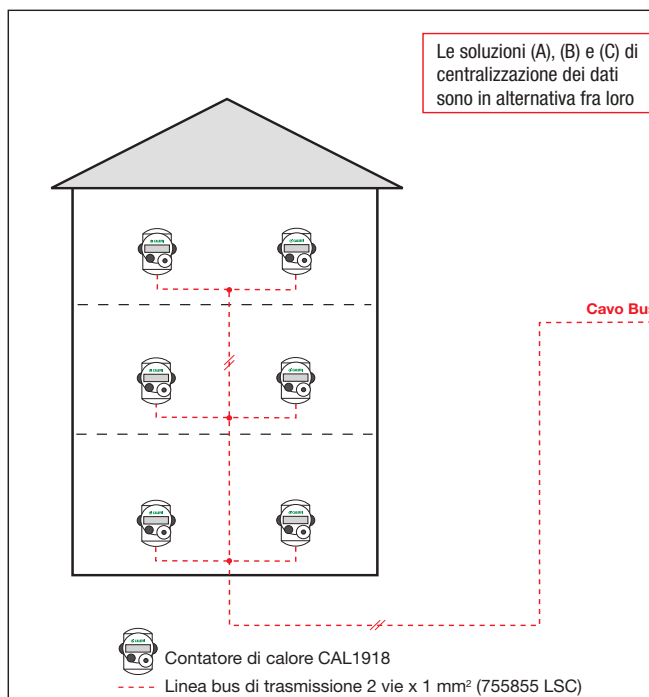 Le soluzioni (A), (B) e (C) di
centralizzazione dei dati
sono in alternativa fra loro
Cavo Bus
Contatore di calore CAL1918
Linea bus di trasmissione 2 vie x 1 mm² (755855 LSC)